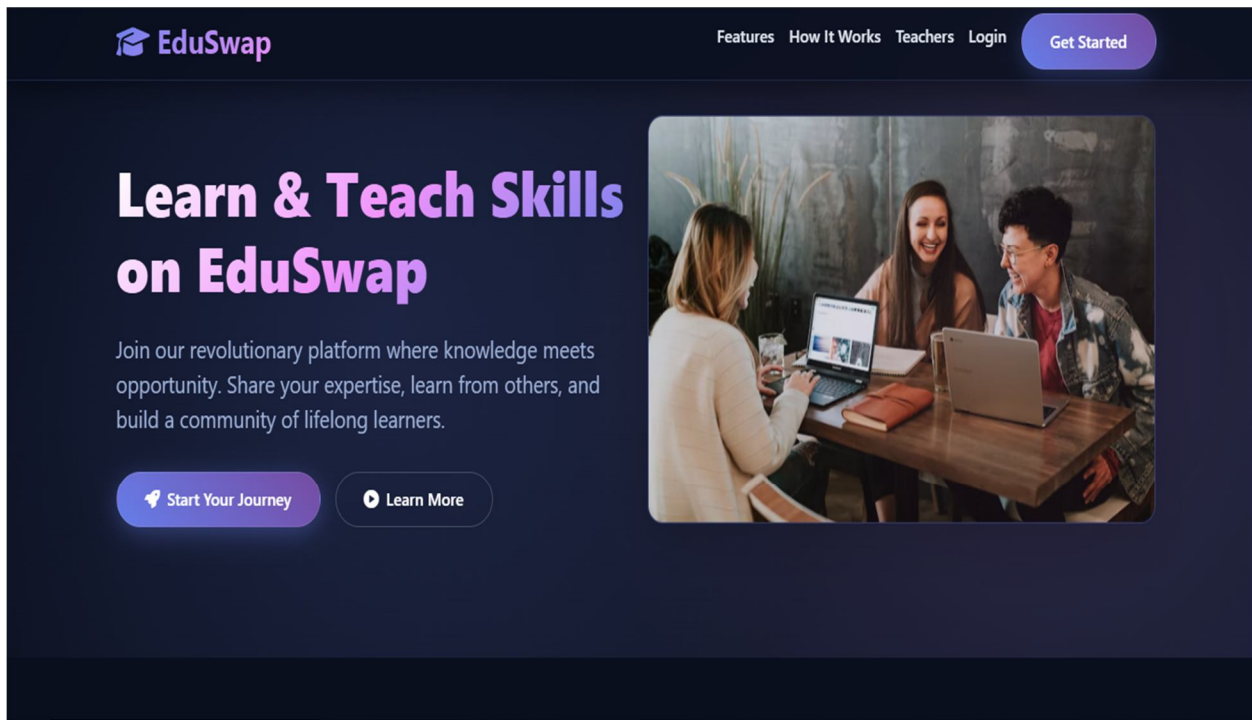 EduSwap
Features How It Works Teachers Login Get Started
Learn & Teach Skills
on EduSwap
Join our revolutionary platform where knowledge meets
opportunity. Share your expertise, learn from others, and
build a community of lifelong learners.
Start Your Journey Learn More